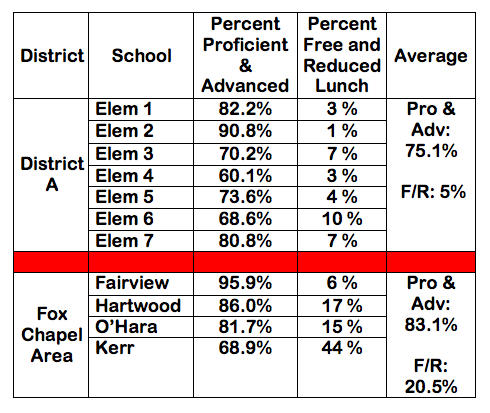 District School Percent Proficient & Advanced Percent Free and Reduced Lunch Average
District A
Elem 1 82.2% 3 %
Elem 2 90.8% 1 %
Elem 3 70.2% 7 %
Elem 4 60.1% 3 %
Elem 5 73.6% 4 %
Elem 6 68.6% 10 %
Elem 7 80.8% 7 %
Pro &
Adv:
75.1%
F/R: 5%
Fox
Chapel
Area
Fairview 95.9% 6 %
Hartwood 86.0% 17 %
O’Hara 81.7% 15 %
Kerr 68.9% 44 %
Pro &
Adv:
83.1%
F/R:
20.5%